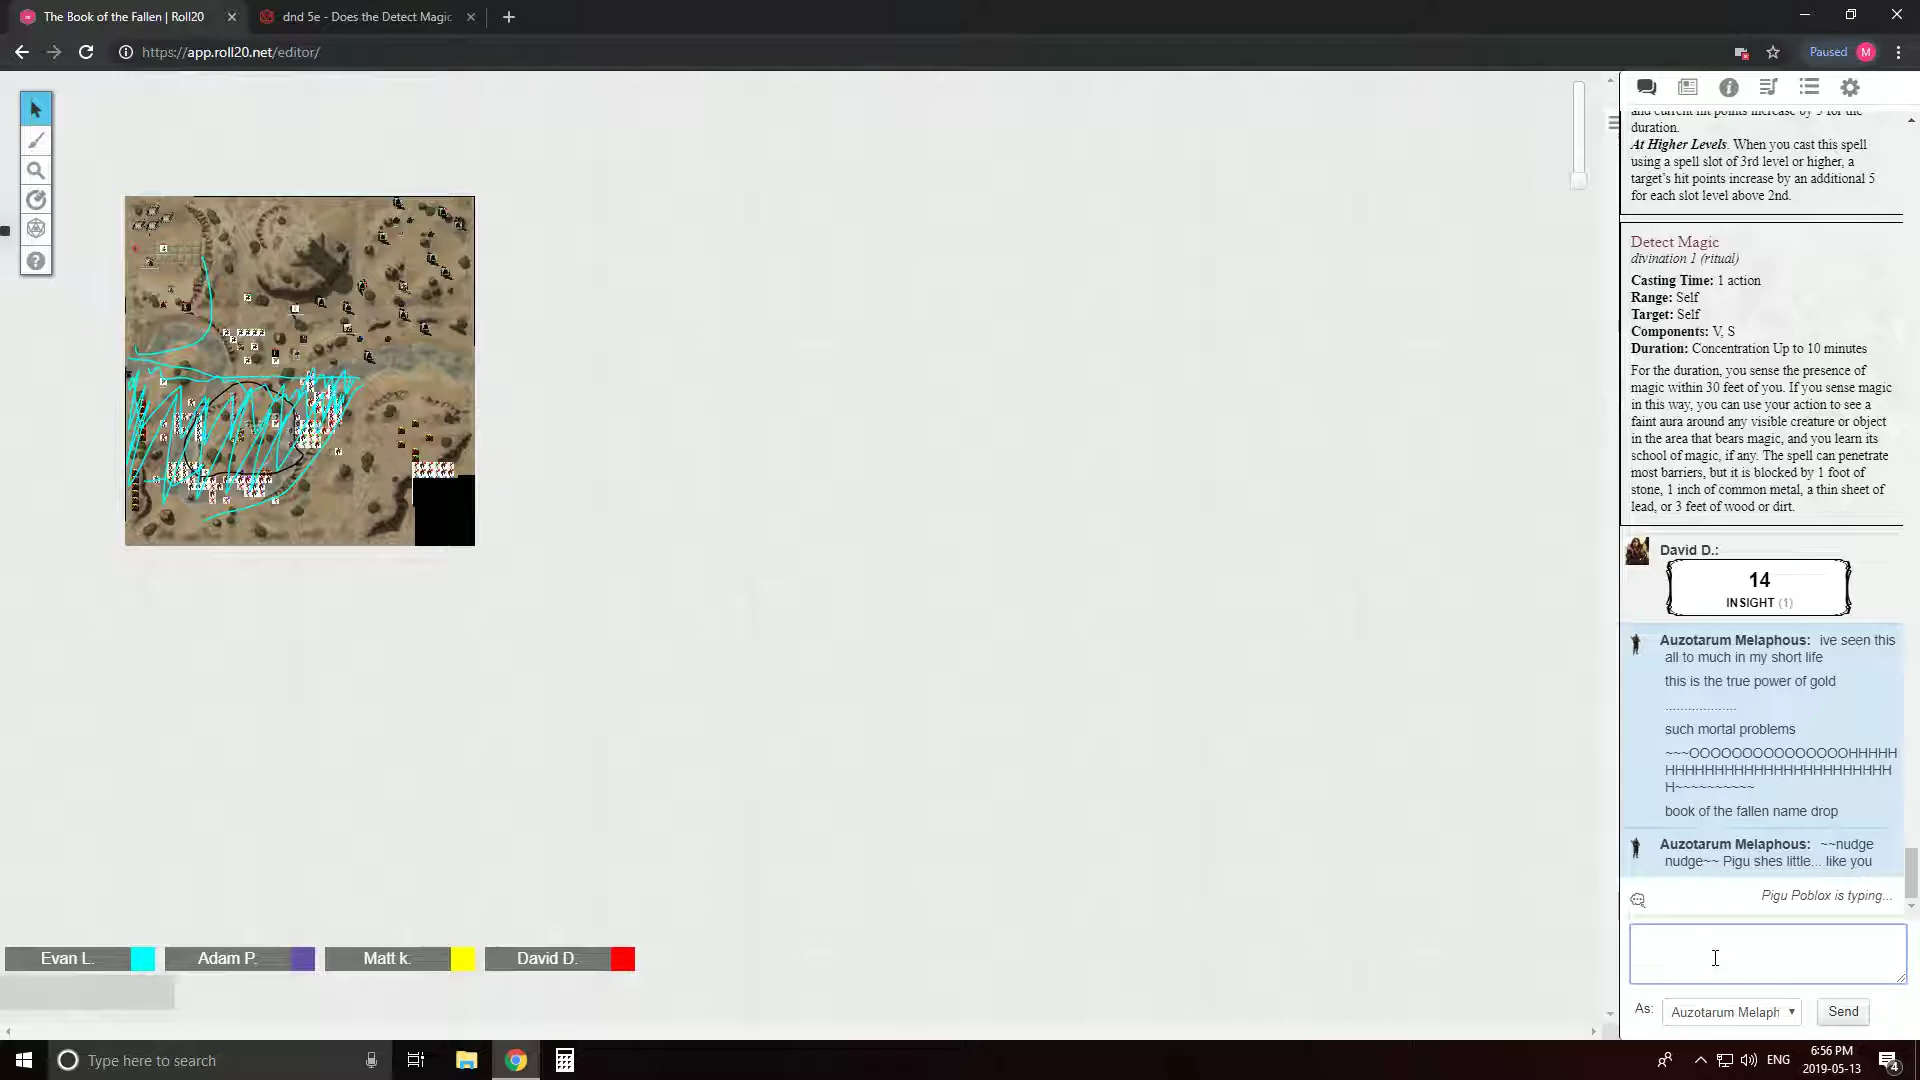 The Book of the Fallen | Roll20
dnd 5e - Does the Detect Magic
https://app.roll20.net/editor/
Paused M
duration.
At Higher Levels. When you cast this spell
using a spell slot of 3rd level or higher, a
target's hit points increase by an additional 5
for each slot level above 2nd.
Detect Magic
divination 1 (ritual)
Casting Time: 1 action
Range: Self
Target: Self
Components: V, S
Duration: Concentration Up to 10 minutes
For the duration, you sense the presence of
magic within 30 feet of you. If you sense magic
in this way, you can use your action to see a
faint aura around any visible creature or object
in the area that bears magic, and you learn its
school of magic, if any. The spell can penetrate
most barriers, but it is blocked by 1 foot of
stone, 1 inch of common metal, a thin sheet of
lead, or 3 feet of wood or dirt.
David D.:
14
INSIGHT (1)
Auzotarum Melaphous: ive seen this
all to much in my short life
this is the true power of gold
...................
such mortal problems
~~~OOOOOOOOOOOOOOOHHHHH
HHHHHHHHHHHHHHHHHHHHHHHH
H~~~~~~~~~~
book of the fallen name drop
Auzotarum Melaphous: ~~nudge
nudge~~ Pigu shes little... like you
Pigu Poblox is typing...
As: Auzotarum Melaph Send
Evan L. Adam P. Matt k. David D.
Type here to search
ENG
6:56 PM
2019-05-13
4